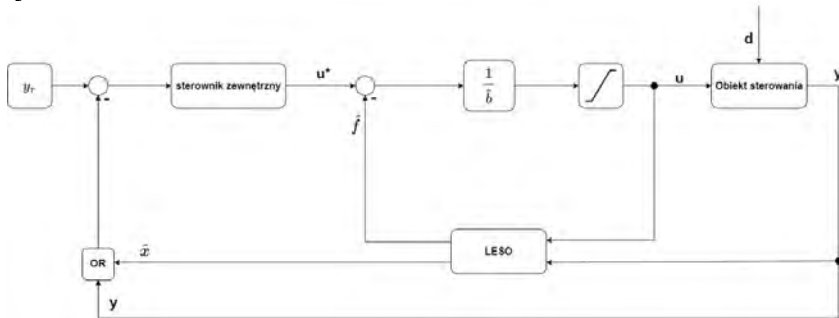 d
y_r
-
sterownik zewnętrzny
u*
-
1
b̂
u
Obiekt sterowania
y
f̂
LESO
OR
x̂
y